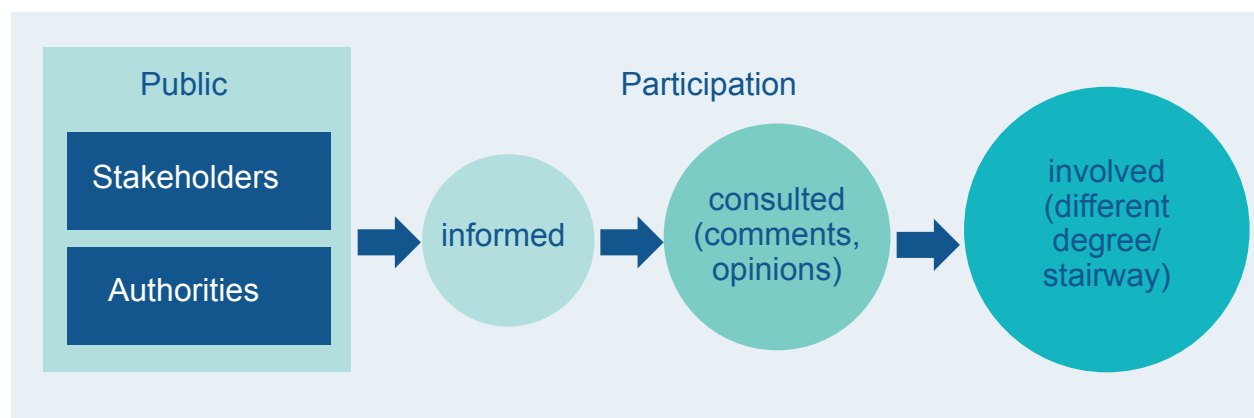 Public
Participation
Stakeholders
Authorities
informed
consulted
(comments,
opinions)
involved
(different
degree/
stairway)